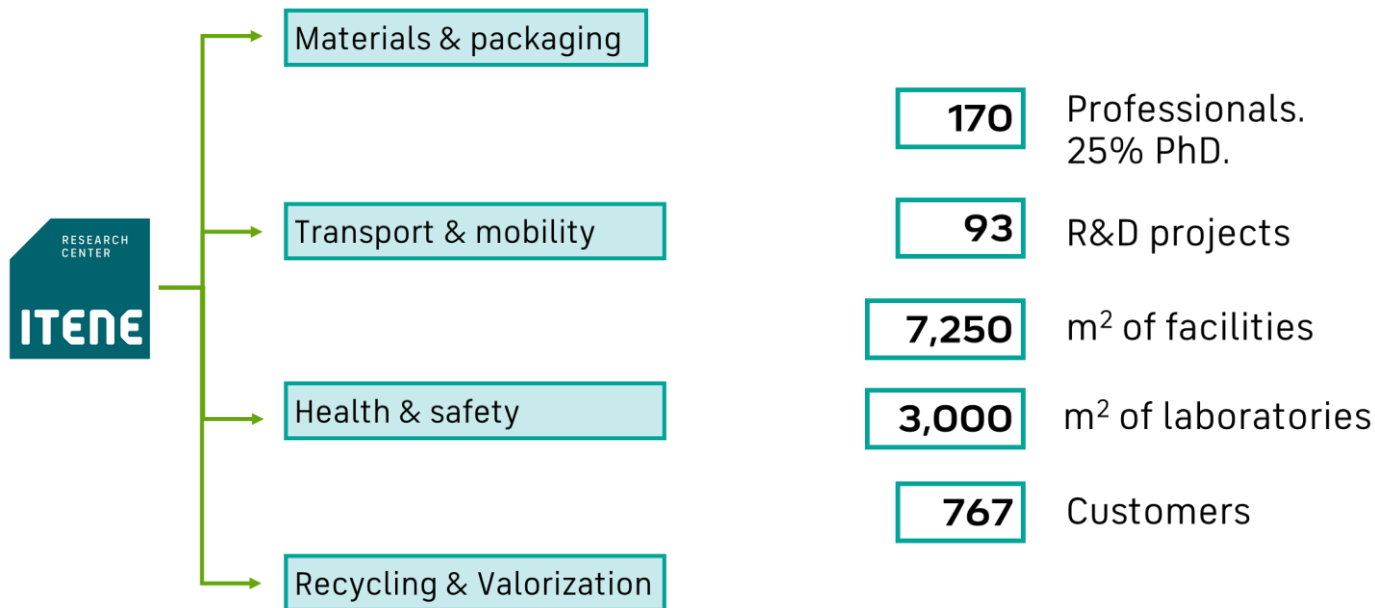 RESEARCH
CENTER
ITENE
Materials & packaging
Transport & mobility
Health & safety
Recycling & Valorization
170 Professionals.
25% PhD.
93 R&D projects
7,250 m² of facilities
3,000 m² of laboratories
767 Customers